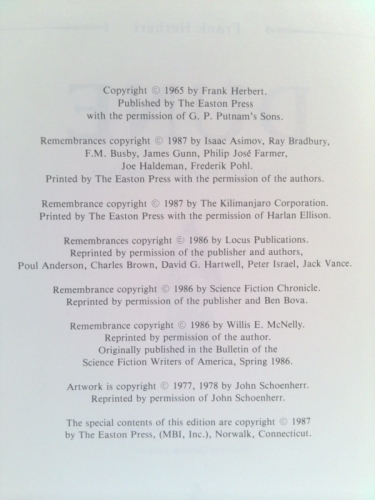 Copyright © 1965 by Frank Herbert.
Published by The Easton Press
with the permission of G. P. Putnam's Sons.
Remembrances copyright © 1987 by Isaac Asimov, Ray Bradbury,
F.M. Busby, James Gunn, Philip José Farmer,
Joe Haldeman, Frederik Pohl.
Printed by The Easton Press with the permission of the authors.
Remembrance copyright © 1987 by The Kilimanjaro Corporation.
Printed by The Easton Press with the permission of Harlan Ellison.
Remembrances copyright © 1986 by Locus Publications.
Reprinted by permission of the publisher and authors,
Poul Anderson, Charles Brown, David G. Hartwell, Peter Israel, Jack Vance.
Remembrance copyright © 1986 by Science Fiction Chronicle.
Reprinted by permission of the publisher and Ben Bova.
Remembrance copyright © 1986 by Willis E. McNelly.
Reprinted by permission of the author.
Originally published in the Bulletin of the
Science Fiction Writers of America, Spring 1986.
Artwork is copyright © 1977, 1978 by John Schoenherr.
Reprinted by permission of John Schoenherr.
The special contents of this edition are copyright © 1987
by The Easton Press, (MBI, Inc.), Norwalk, Connecticut.